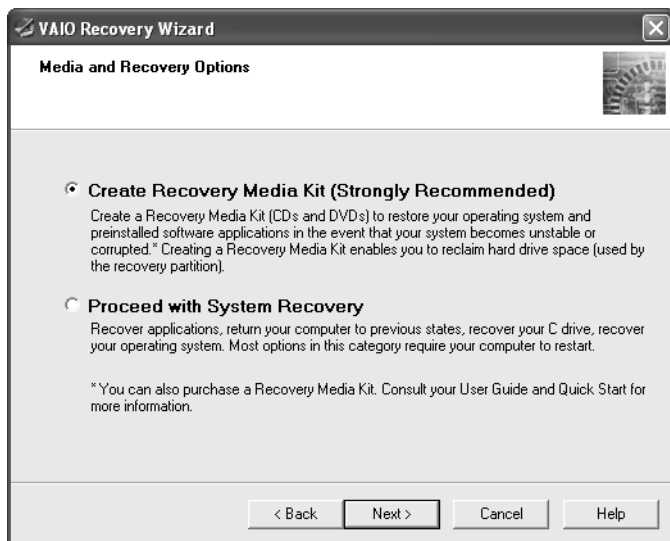 VAIO Recovery Wizard
Media and Recovery Options
Create Recovery Media Kit (Strongly Recommended)
Create a Recovery Media Kit (CDs and DVDs) to restore your operating system and
preinstalled software applications in the event that your system becomes unstable or
corrupted.* Creating a Recovery Media Kit enables you to reclaim hard drive space (used by
the recovery partition).
Proceed with System Recovery
Recover applications, return your computer to previous states, recover your C drive, recover
your operating system. Most options in this category require your computer to restart.
* You can also purchase a Recovery Media Kit. Consult your User Guide and Quick Start for
more information.
< Back Next > Cancel Help